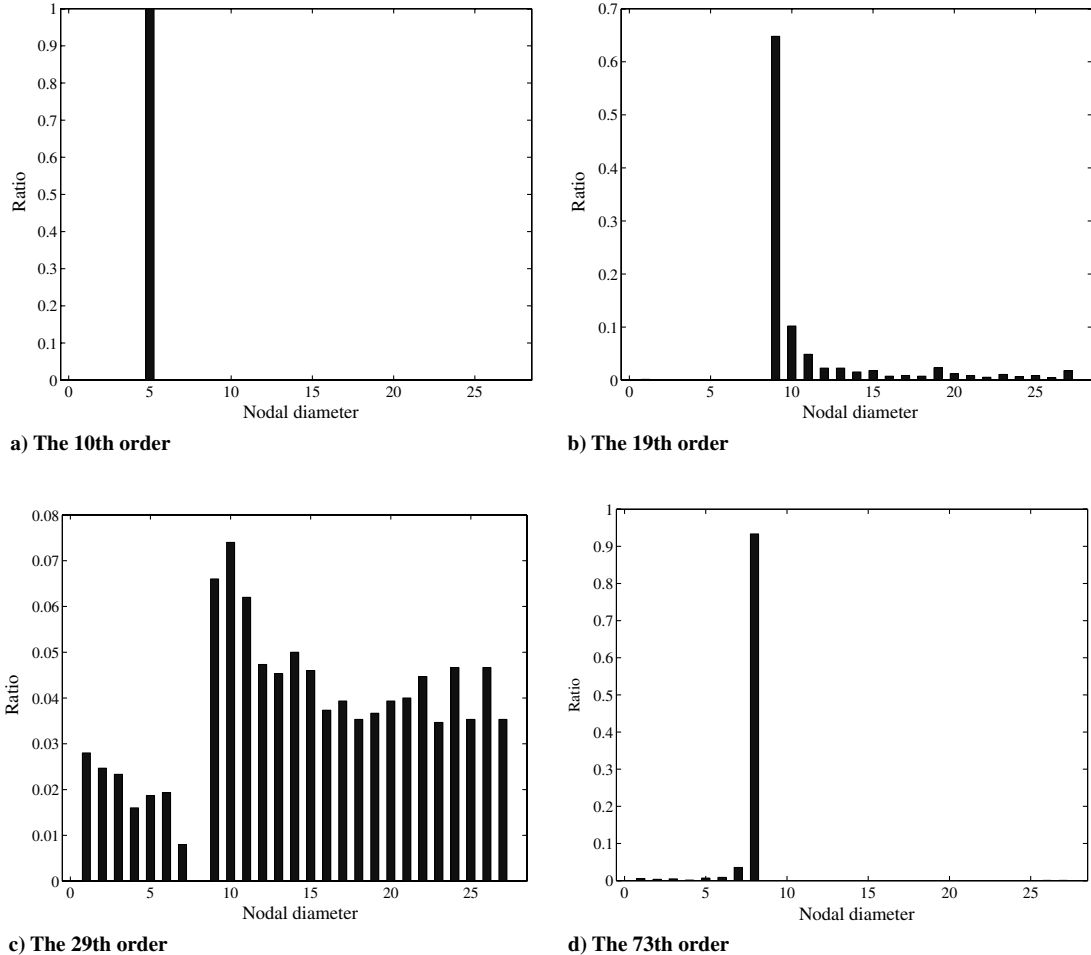 1
0.9
0.8
0.7
0.6
0.5
0.4
0.3
0.2
0.1
0
Ratio
0 5 10 15 20 25
Nodal diameter
a) The 10th order
0.7
0.6
0.5
0.4
0.3
0.2
0.1
0
Ratio
0 5 10 15 20 25
Nodal diameter
b) The 19th order
0.08
0.07
0.06
0.05
0.04
0.03
0.02
0.01
0
Ratio
0 5 10 15 20 25
Nodal diameter
c) The 29th order
1
0.9
0.8
0.7
0.6
0.5
0.4
0.3
0.2
0.1
0
Ratio
0 5 10 15 20 25
Nodal diameter
d) The 73th order